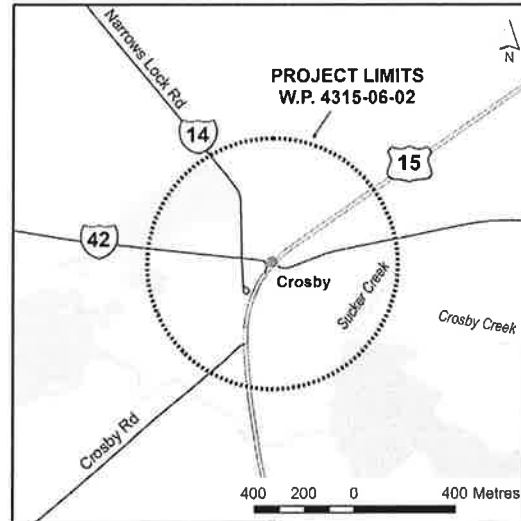 Narrows Lock Rd
N
PROJECT LIMITS
W.P. 4315-06-02
14
15
42
Crosby
Sucker Creek
Crosby Creek
Crosby Rd
400 200 0 400 Metres